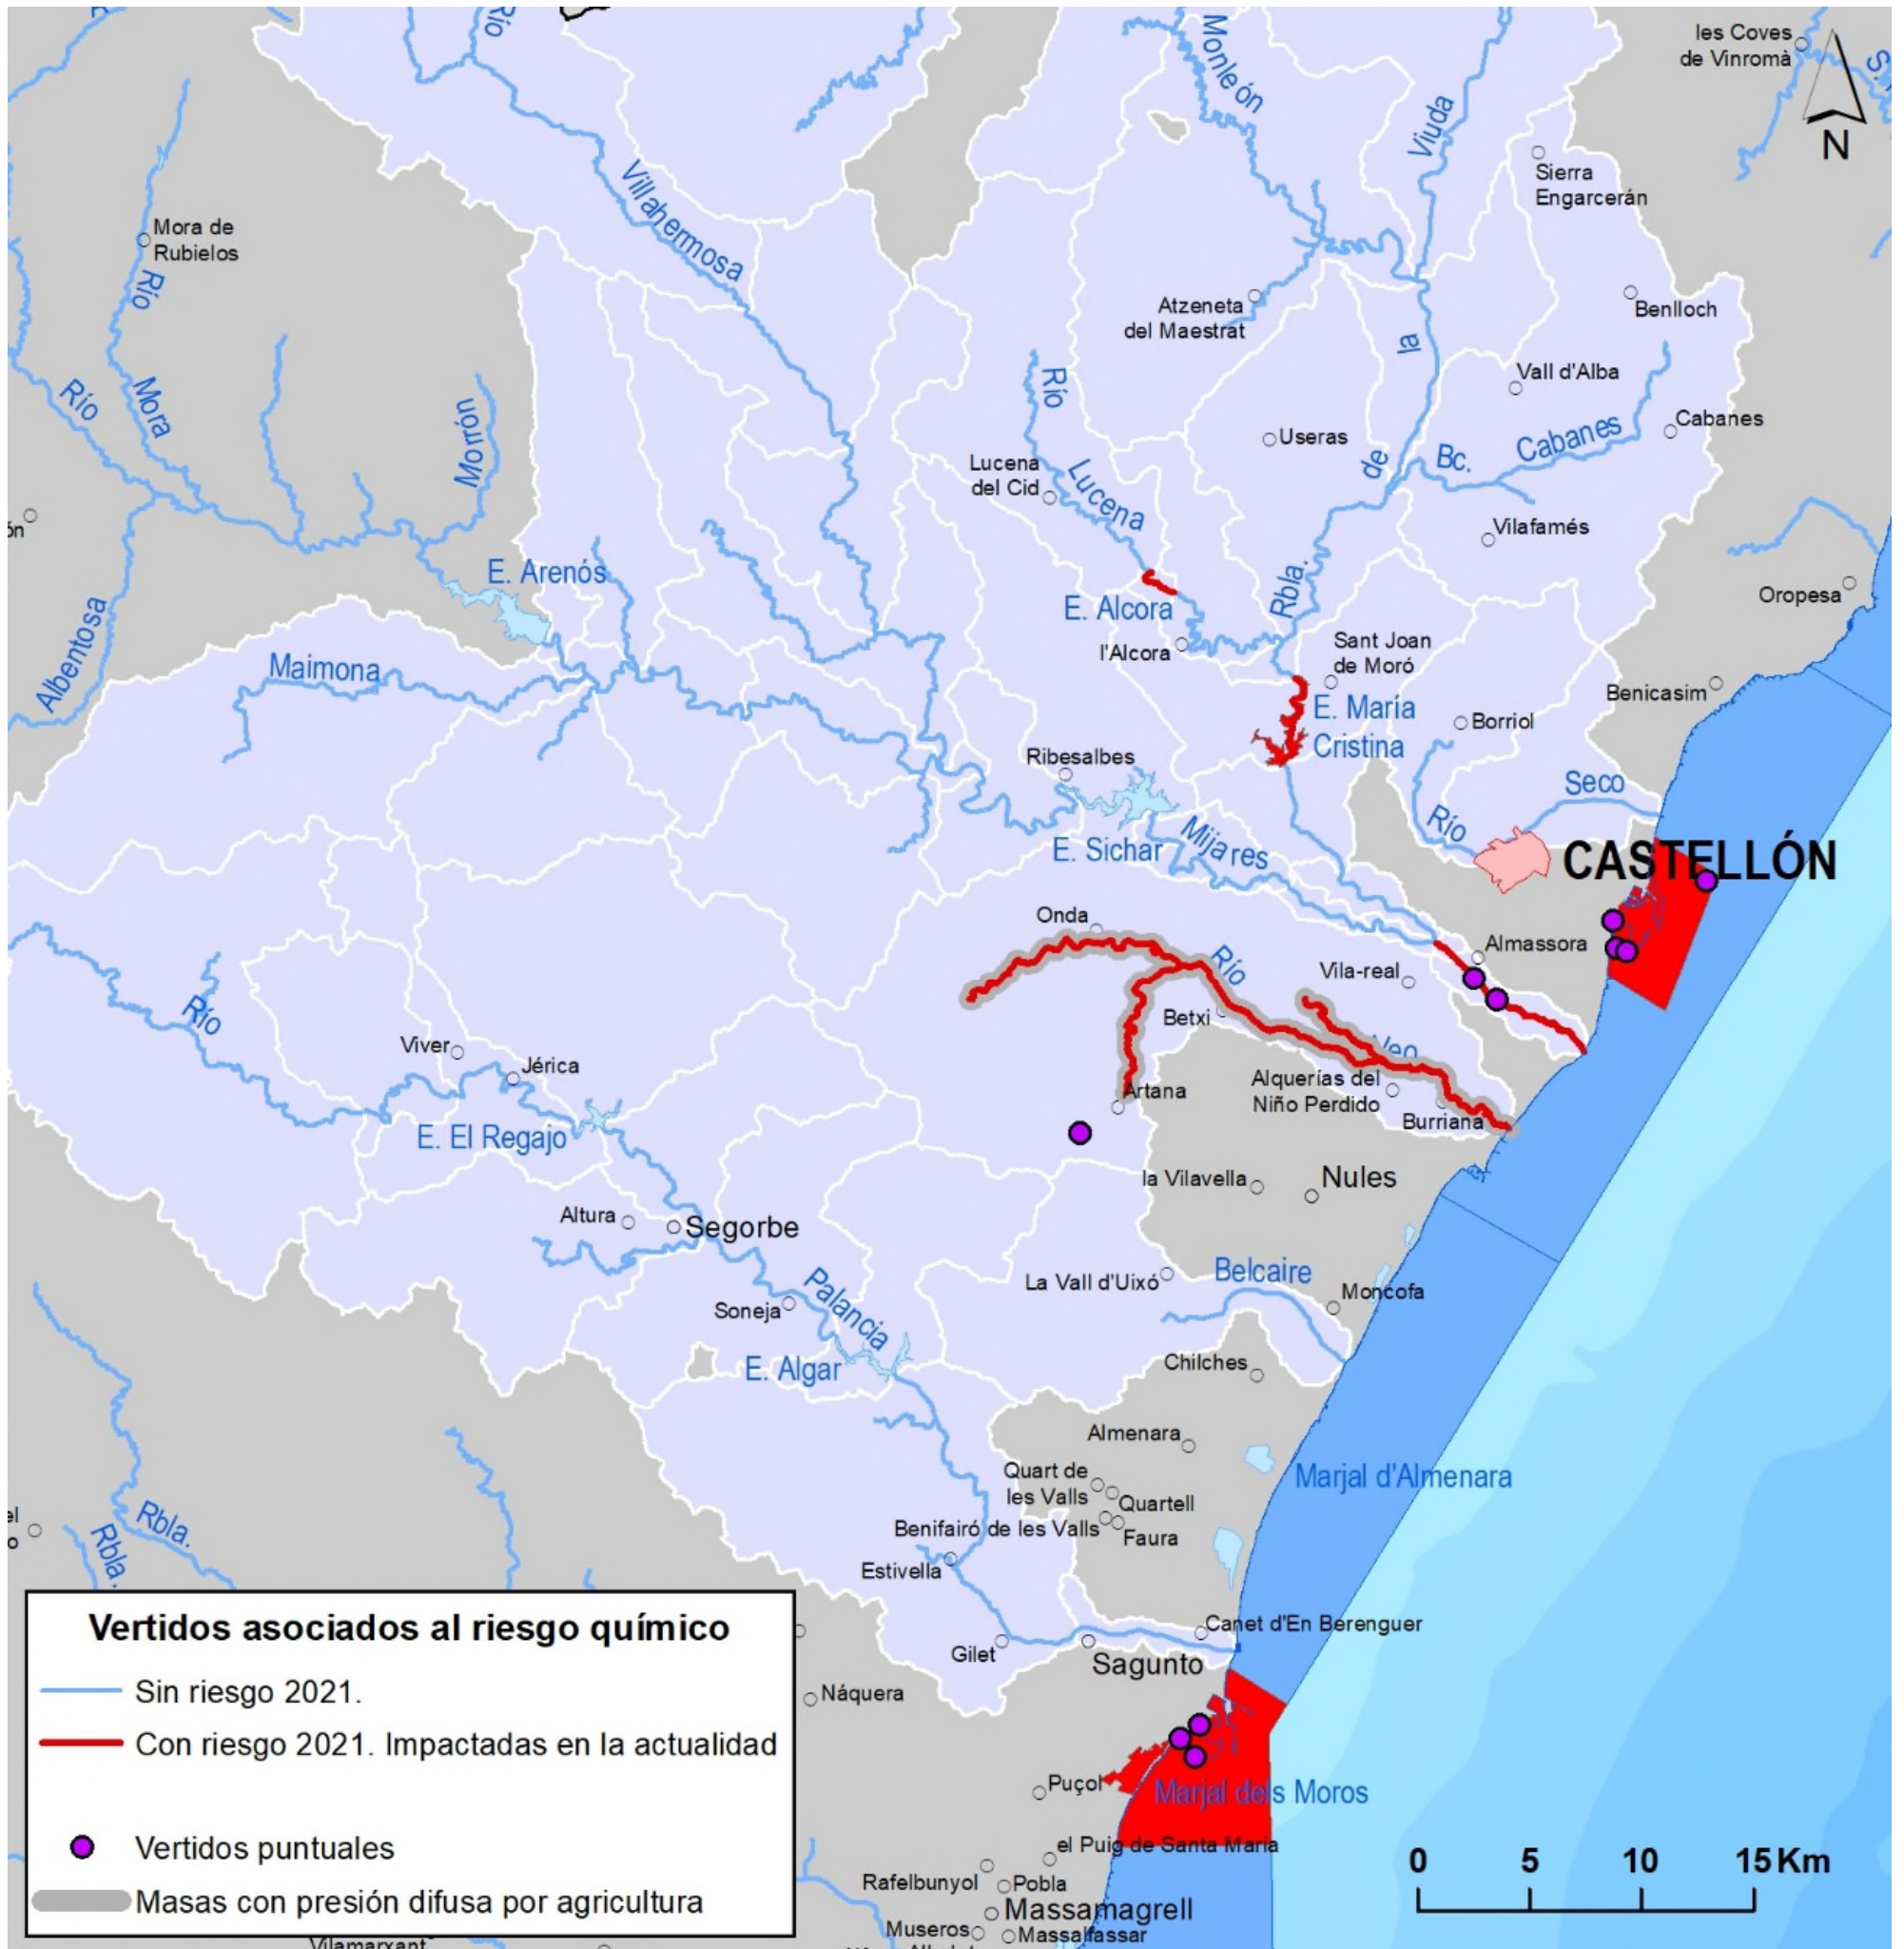 les Coves
de Vinromà
N
Río
Monleón
Viuda
Sierra
Engarcerán
Villahermosa
Mora de
Rubielos
Río
Mora
Río
Morrón
Atzeneta
del Maestrat
la
Benlloch
Vall d'Alba
Cabanes
Río
Useras
de
Bc.
Cabanes
Lucena
del Cid
Lucena
Vilafamés
E. Arenós
Rbla.
Oropesa
Albentosa
E. Alcora
l'Alcora
Sant Joan
de Moró
Maimona
Benicasim
E. María
Cristina
Borriol
Ribesalbes
Seco
Río
E. Sichar
Mijares
CASTELLÓN
Onda
Almassora
Río
Vila-real
Río
Betxi
Viver
Jérica
Artana
Alquerías del
Niño Perdido
Burriana
E. El Regajo
la Vilavella
Nules
Altura
Segorbe
La Vall d'Uixó
Belcaire
Moncofa
Soneja
Palancia
E. Algar
Chilches
Almenara
Marjal d'Almenara
Quart de
les Valls
Quartell
Benifairó de les Valls
Faura
Estivella
Rbla.
Rbla.
Canet d'En Berenguer
Gilet
Sagunto
Náquera
Puçol
Marjal dels Moros
el Puig de Santa Maria
Rafelbunyol
Pobla
Massamagrell
Museros
Massalfassar
Vertidos asociados al riesgo químico
Sin riesgo 2021.
Con riesgo 2021. Impactadas en la actualidad
Vertidos puntuales
Masas con presión difusa por agricultura
0 5 10 15 Km